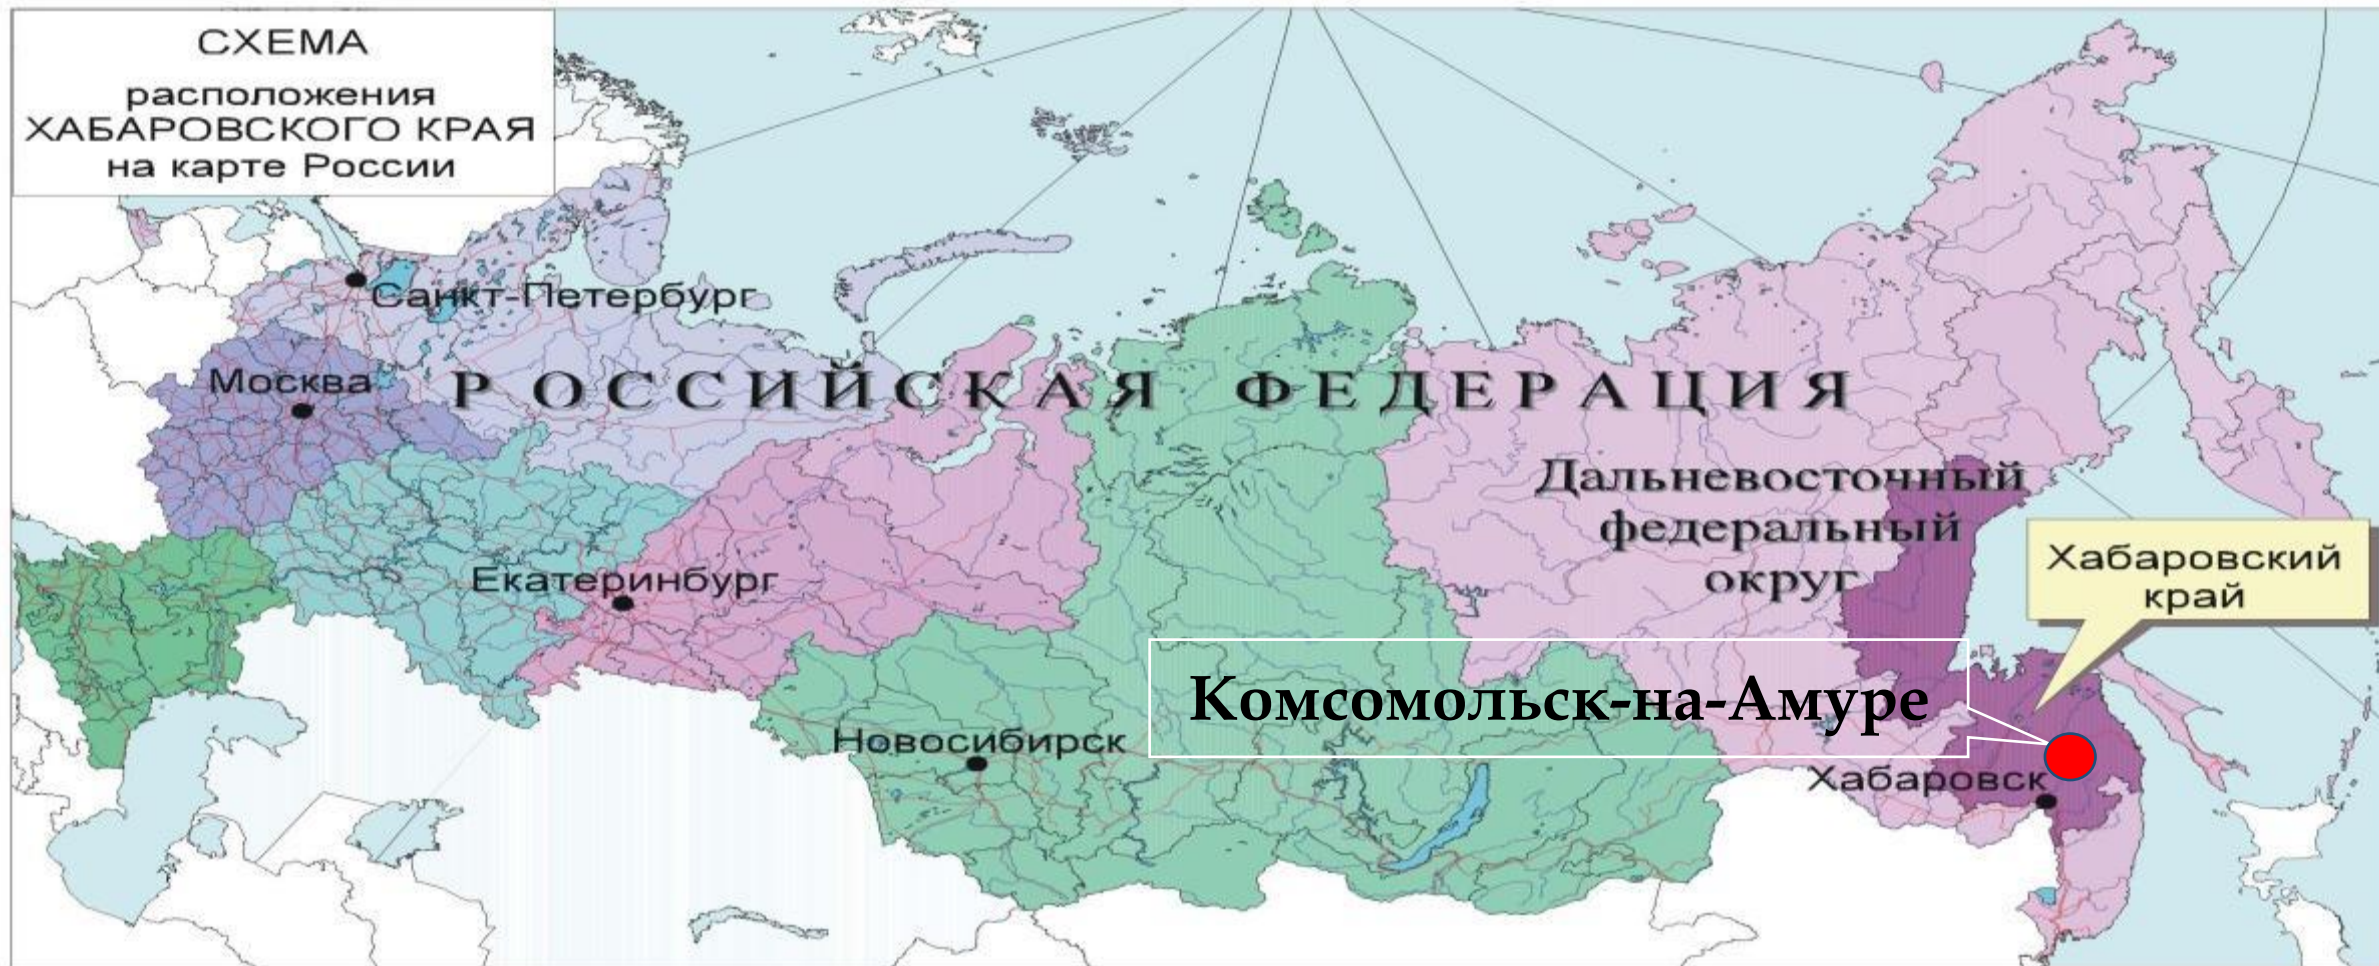 СХЕМА
расположения
ХАБАРОВСКОГО КРАЯ
на карте России
Санкт-Петербург
Москва
РОССИЙСКАЯ ФЕДЕРАЦИЯ
Дальневосточный
федеральный
округ
Хабаровский
край
Екатеринбург
Комсомольск-на-Амуре
Новосибирск
Хабаровск